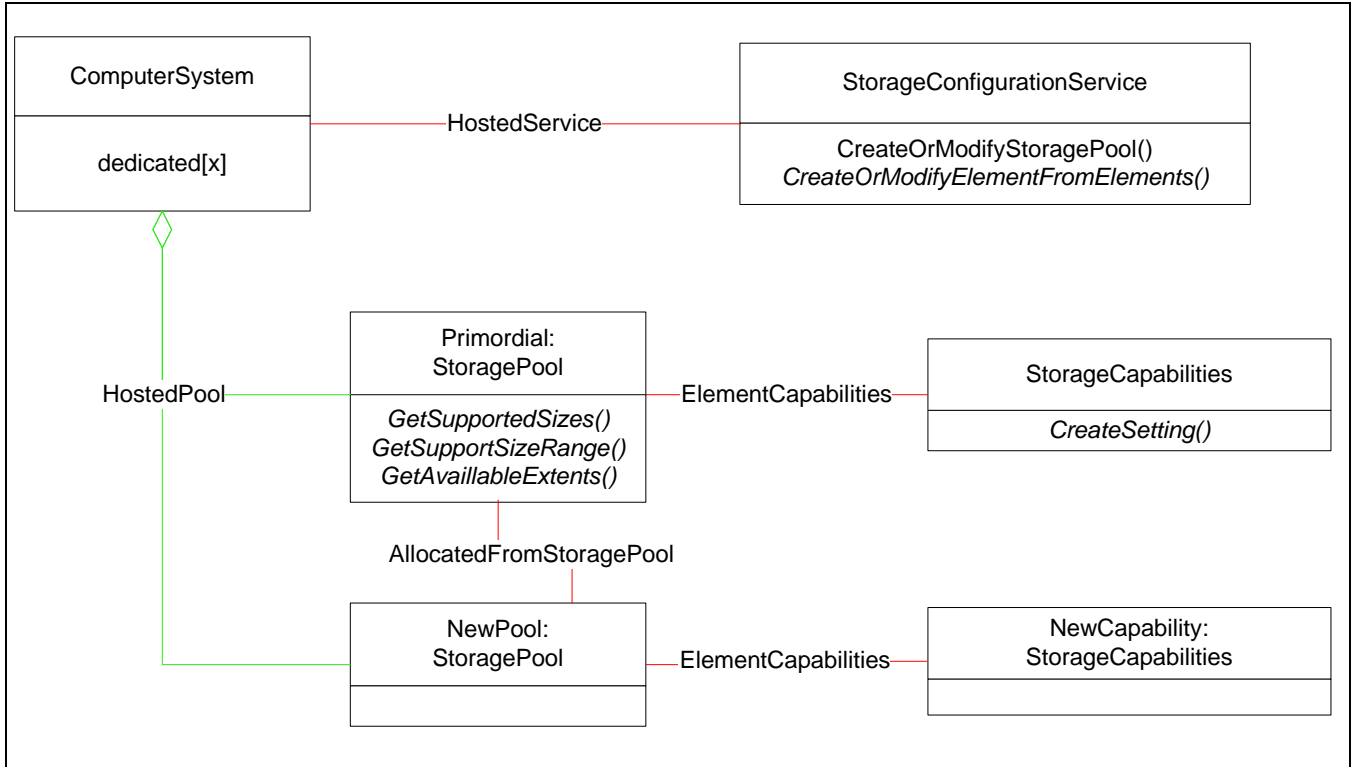 ComputerSystem
dedicated[x]
HostedService
StorageConfigurationService
CreateOrModifyStoragePool()
CreateOrModifyElementFromElements()
HostedPool
Primordial:
StoragePool
GetSupportedSizes()
GetSupportSizeRange()
GetAvaillableExtents()
ElementCapabilities
StorageCapabilities
CreateSetting()
AllocatedFromStoragePool
NewPool:
StoragePool
ElementCapabilities
NewCapability:
StorageCapabilities